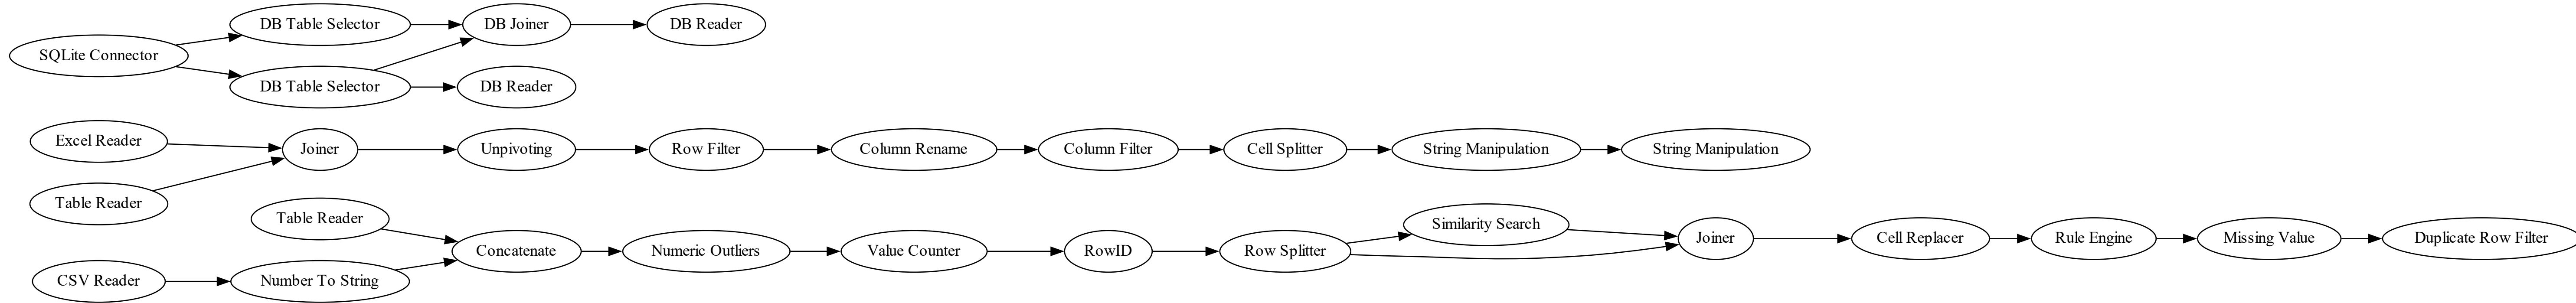 SQLite Connector
DB Table Selector
DB Table Selector
DB Joiner
DB Reader
DB Reader
Excel Reader
Table Reader
Joiner
Unpivoting
Row Filter
Column Rename
Column Filter
Cell Splitter
String Manipulation
String Manipulation
Table Reader
CSV Reader
Number To String
Concatenate
Numeric Outliers
Value Counter
RowID
Row Splitter
Similarity Search
Joiner
Cell Replacer
Rule Engine
Missing Value
Duplicate Row Filter